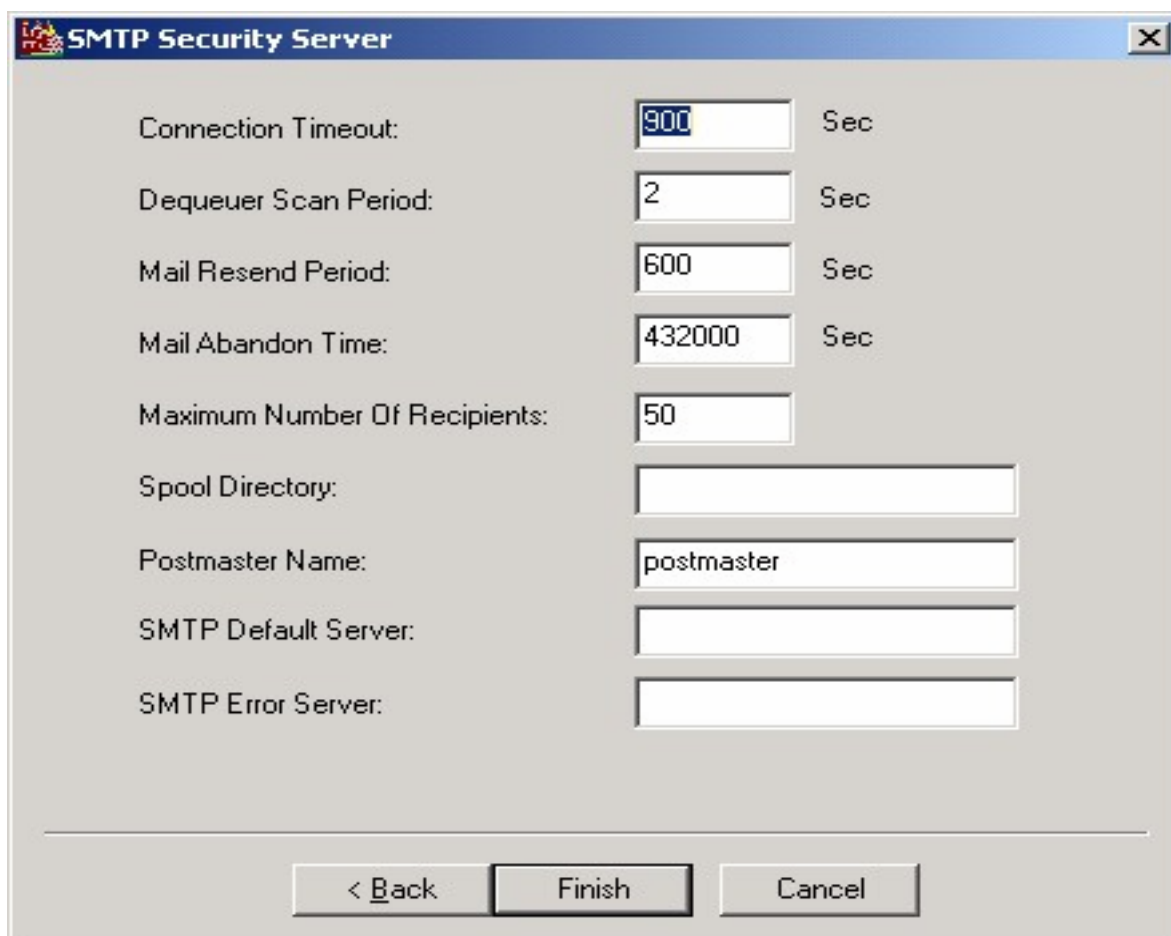 SMTP Security Server
Connection Timeout: 900 Sec
Dequeuer Scan Period: 2 Sec
Mail Resend Period: 600 Sec
Mail Abandon Time: 432000 Sec
Maximum Number Of Recipients: 50
Spool Directory:
Postmaster Name: postmaster
SMTP Default Server:
SMTP Error Server:
< Back Finish Cancel